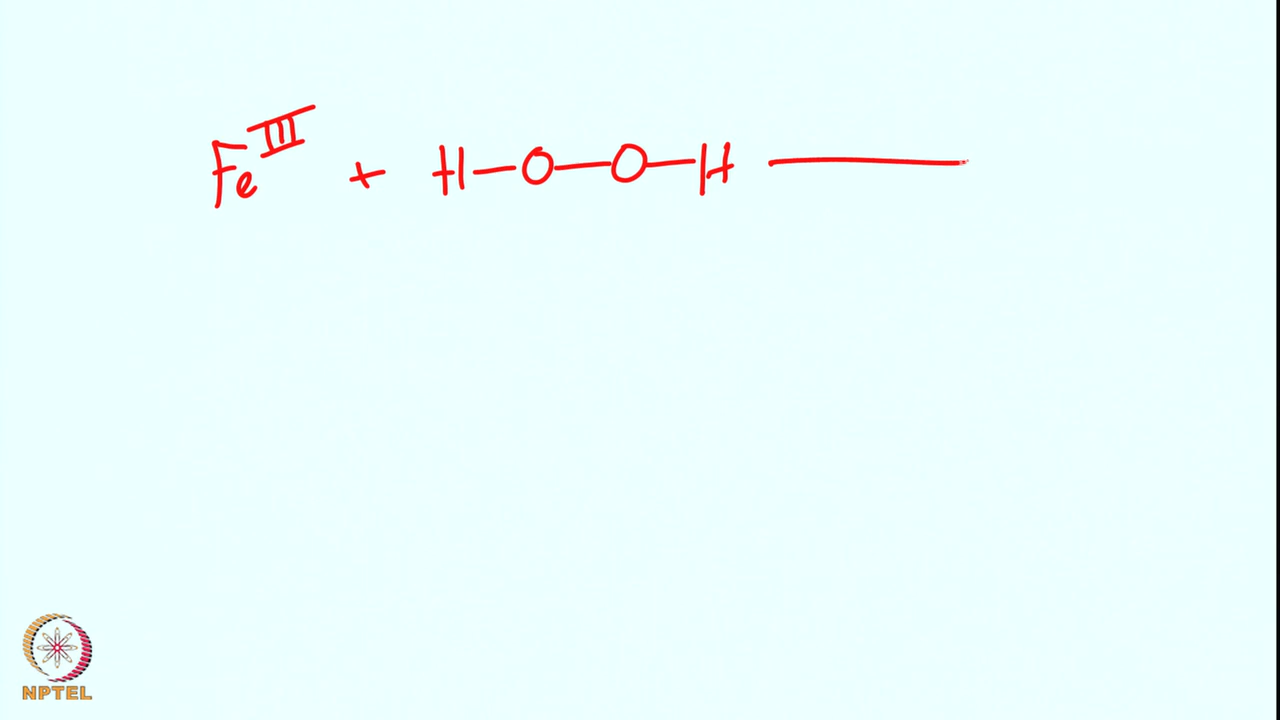 Fe^III + H—O—O—H ———
NPTEL